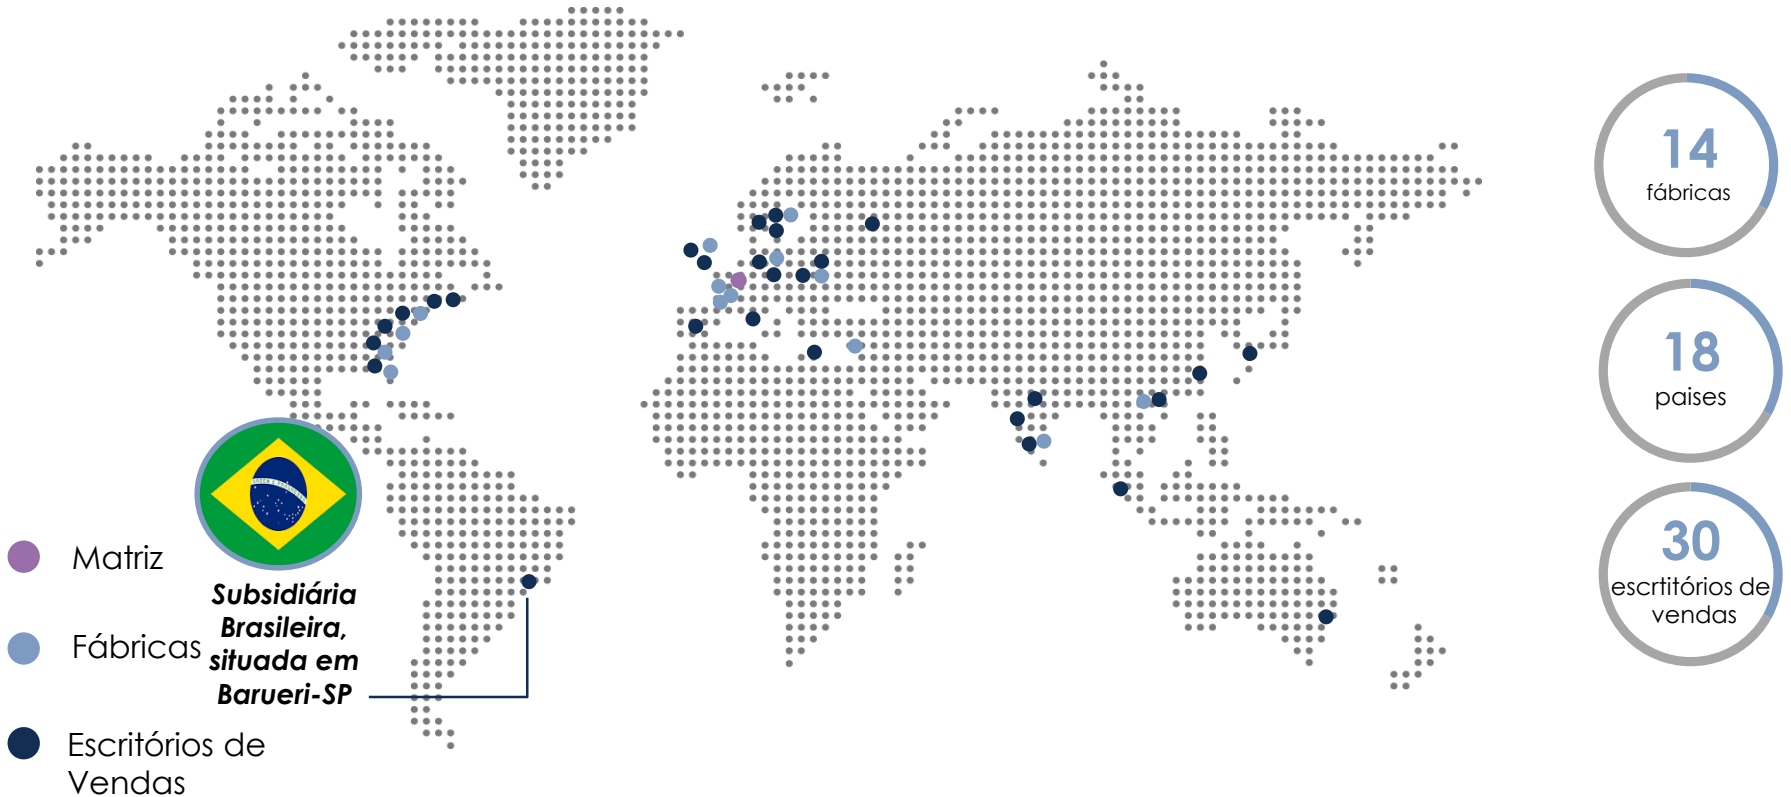 Matriz
Fábricas
Escritórios de
Vendas
Subsidiária
Brasileira,
situada em
Barueri-SP
14
fábricas
18
paises
30
escrtitórios de
vendas